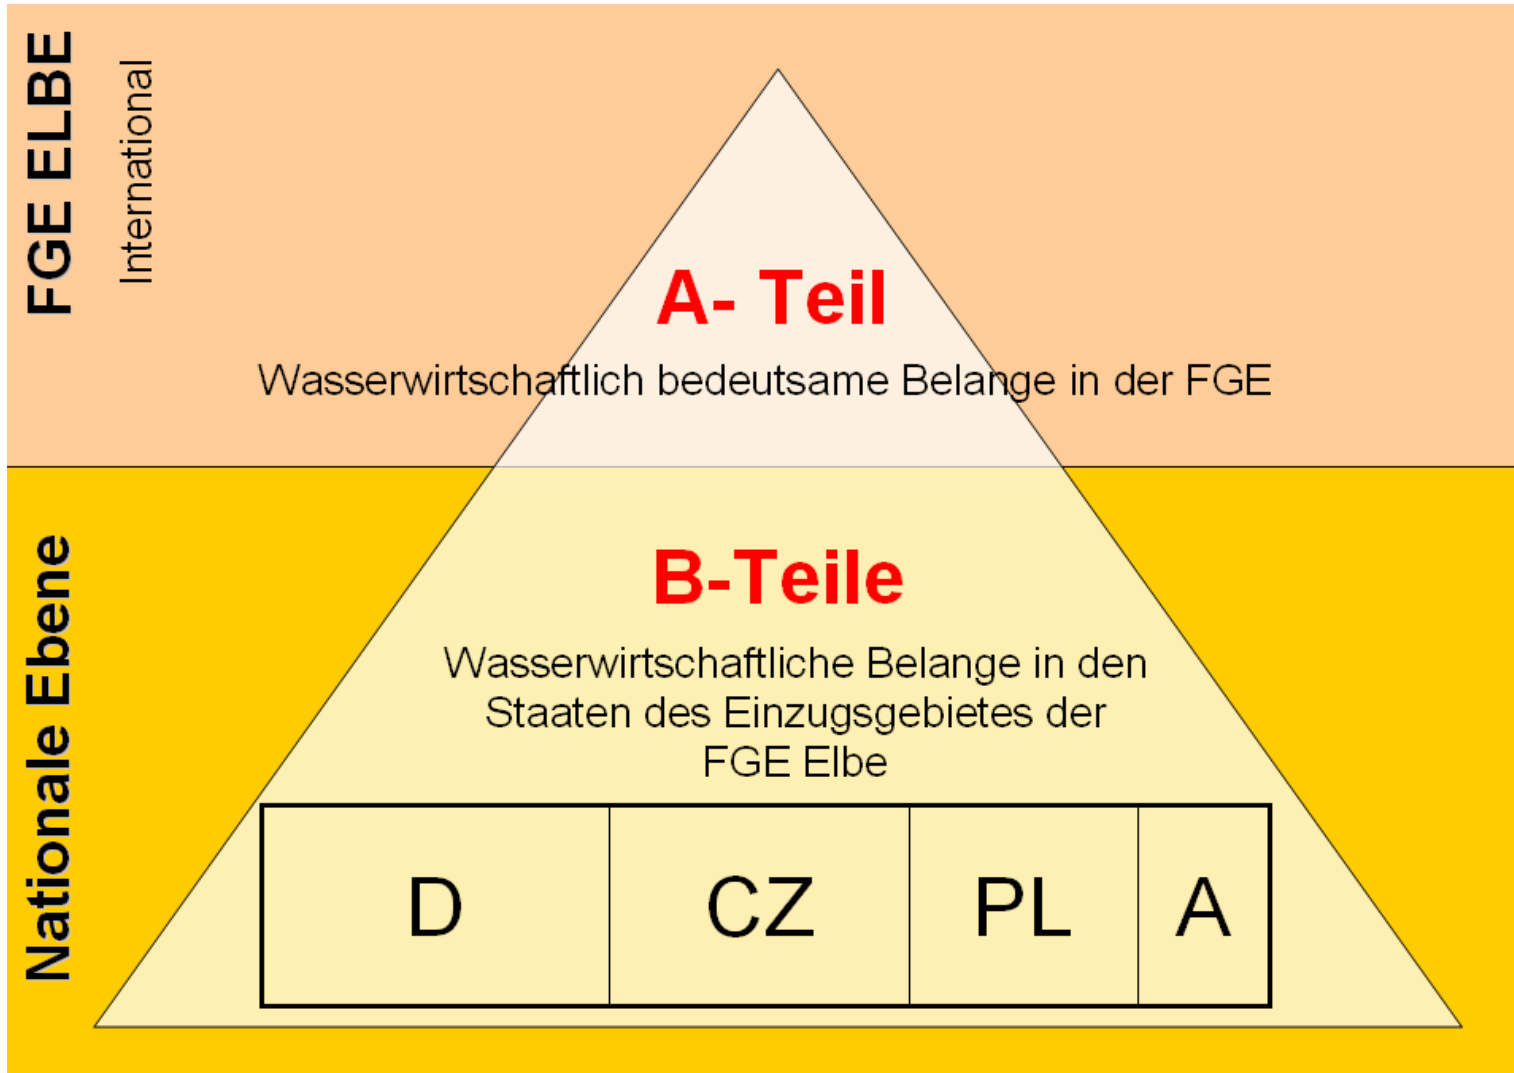 FGE ELBE
International
A- Teil
Wasserwirtschaftlich bedeutsame Belange in der FGE
Nationale Ebene
B-Teile
Wasserwirtschaftliche Belange in den
Staaten des Einzugsgebietes der
FGE Elbe
D CZ PL A